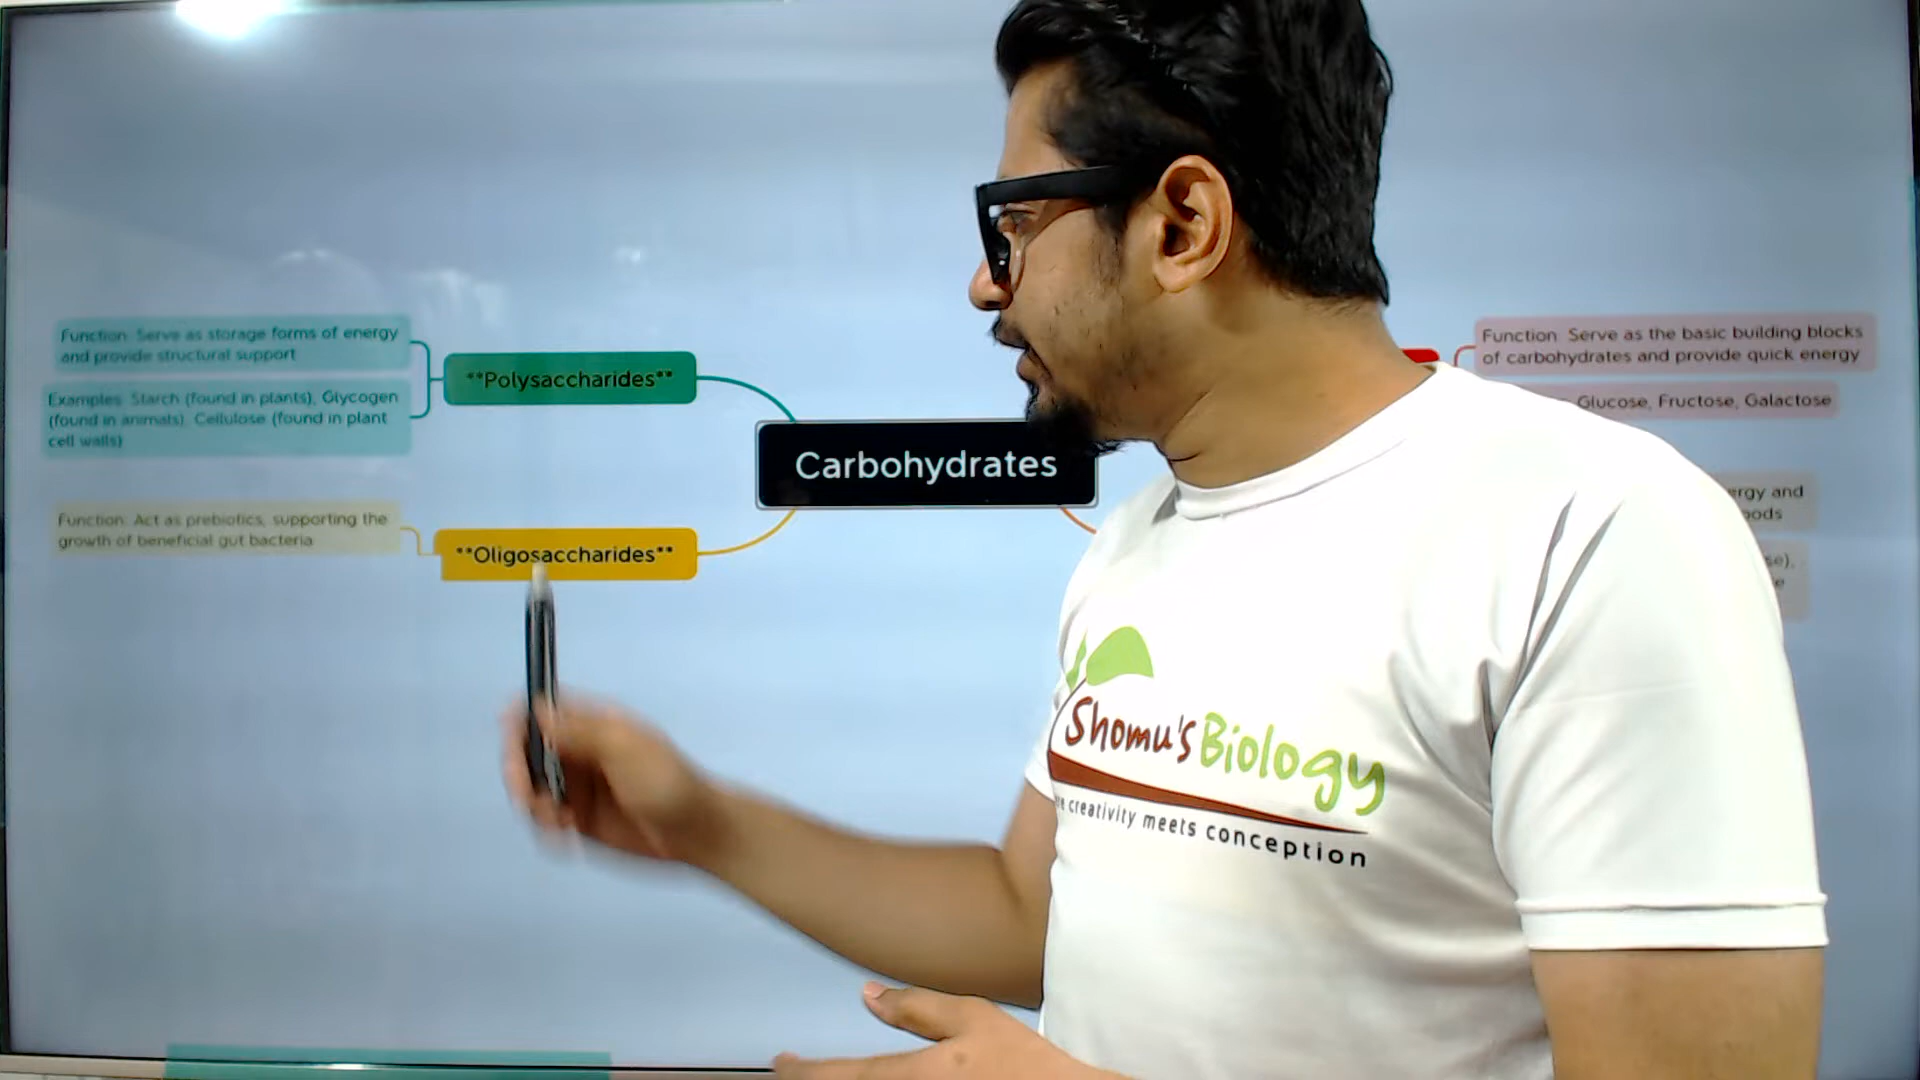 Function: Serve as storage forms of energy
and provide structural support
**Polysaccharides**
Examples: Starch (found in plants), Glycogen
(found in animals), Cellulose (found in plant
cell walls)
Carbohydrates
Function: Act as prebiotics, supporting the
growth of beneficial gut bacteria
**Oligosaccharides**
Function: Serve as the basic building blocks
of carbohydrates and provide quick energy
Glucose, Fructose, Galactose
and
Shomu's Biology
creativity meets conception